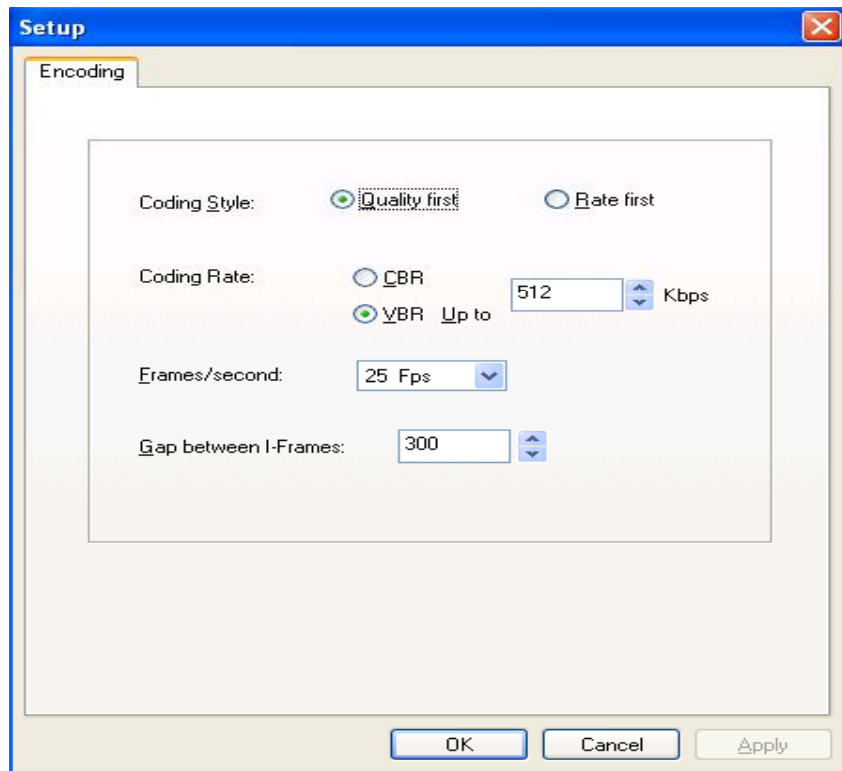 Setup
Encoding
Coding Style: Quality first Rate first
Coding Rate: CBR
VBR Up to 512 Kbps
Frames/second: 25 Fps
Gap between I-Frames: 300
OK Cancel Apply